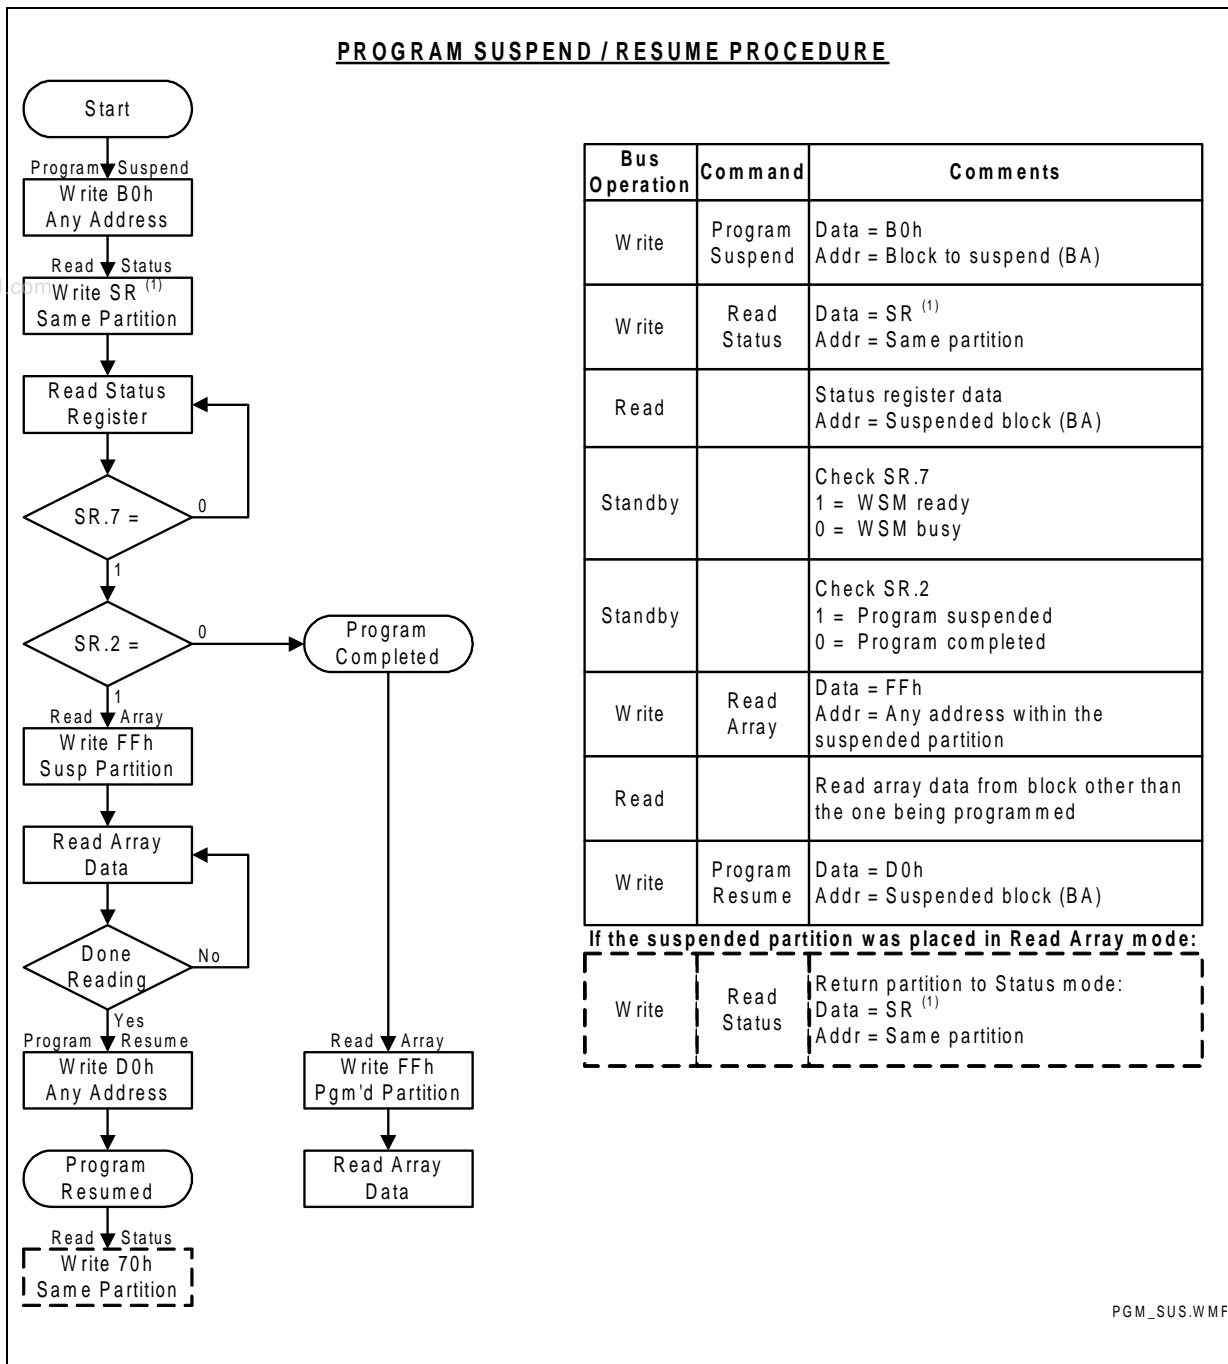 PROGRAM SUSPEND / RESUME PROCEDURE
Start
Program Suspend
Write B0h
Any Address
Read Status
Write SR (1)
Same Partition
Read Status
Register
SR.7 =
0
1
SR.2 =
0
1
Program
Completed
Read Array
Write FFh
Susp Partition
Read Array
Data
Done
Reading
No
Yes
Program Resume
Write D0h
Any Address
Program
Resumed
Read Status
Write 70h
Same Partition
Read Array
Write FFh
Pgm'd Partition
Read Array
Data
Bus
Operation
Command
Comments
Write
Program
Suspend
Data = B0h
Addr = Block to suspend (BA)
Write
Read
Status
Data = SR (1)
Addr = Same partition
Read
Status register data
Addr = Suspended block (BA)
Standby
Check SR.7
1 = WSM ready
0 = WSM busy
Standby
Check SR.2
1 = Program suspended
0 = Program completed
Write
Read
Array
Data = FFh
Addr = Any address within the
suspended partition
Read
Read array data from block other than
the one being programmed
Write
Program
Resume
Data = D0h
Addr = Suspended block (BA)
If the suspended partition was placed in Read Array mode:
Write
Read
Status
Return partition to Status mode:
Data = SR (1)
Addr = Same partition
PGM_SUS.WMF
.com